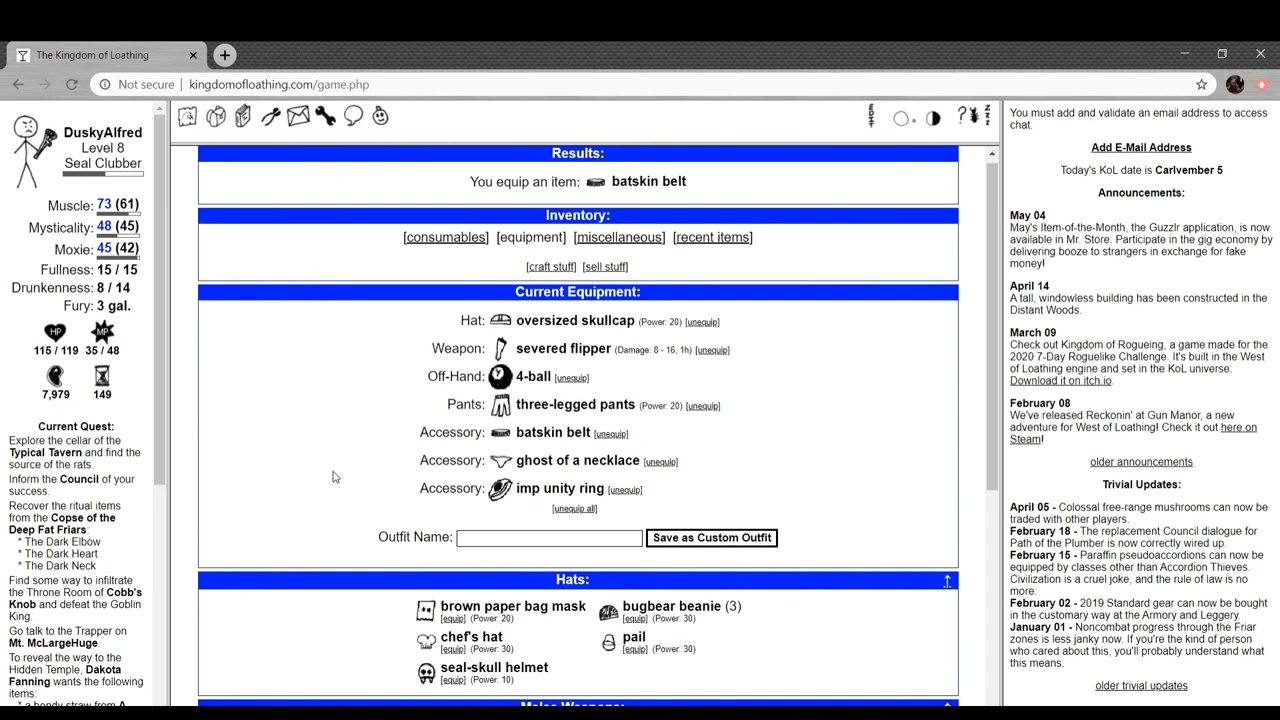 The Kingdom of Loathing
Not secure | kingdomofloathing.com/game.php
DuskyAlfred
Level 8
Seal Clubber
Muscle: 73 (61)
Mysticality: 48 (45)
Moxie: 45 (42)
Fullness: 15 / 15
Drunkenness: 8 / 14
Fury: 3 gal.
HP MP
115 / 119 35 / 48
7,979 149
Current Quest:
Explore the cellar of the
Typical Tavern and find the
source of the rats.
Inform the Council of your
success.
Recover the ritual items
from the Copse of the
Deep Fat Friars:
* The Dark Elbow
* The Dark Heart
* The Dark Neck
Find some way to infiltrate
the Throne Room of Cobb's
Knob and defeat the Goblin
King.
Go talk to the Trapper on
Mt. McLargeHuge.
To reveal the way to the
Hidden Temple, Dakota
Fanning wants the following
items:
* a bendy straw from A
Results:
You equip an item: batskin belt
Inventory:
[consumables] [equipment] [miscellaneous] [recent items]
[craft stuff] [sell stuff]
Current Equipment:
Hat: oversized skullcap (Power: 20) [unequip]
Weapon: severed flipper (Damage: 8 - 16, 1h) [unequip]
Off-Hand: 4-ball [unequip]
Pants: three-legged pants (Power: 20) [unequip]
Accessory: batskin belt [unequip]
Accessory: ghost of a necklace [unequip]
Accessory: imp unity ring [unequip]
[unequip all]
Outfit Name: Save as Custom Outfit
Hats:
brown paper bag mask bugbear beanie (3)
[equip] (Power: 20) [equip] (Power: 30)
chef's hat pail
[equip] (Power: 30) [equip] (Power: 30)
seal-skull helmet
[equip] (Power: 10)
Melee Weapons:
EDIT
You must add and validate an email address to access
chat.
Add E-Mail Address
Today's KoL date is Carlvember 5
Announcements:
May 04
May's Item-of-the-Month, the Guzzlr application, is now
available in Mr. Store. Participate in the gig economy by
delivering booze to strangers in exchange for fake
money!
April 14
A tall, windowless building has been constructed in the
Distant Woods.
March 09
Check out Kingdom of Rogueing, a game made for the
2020 7-Day Roguelike Challenge. It's built in the West
of Loathing engine and set in the KoL universe.
Download it on itch.io.
February 08
We've released Reckonin' at Gun Manor, a new
adventure for West of Loathing! Check it out here on
Steam!
older announcements
Trivial Updates:
April 05 - Colossal free-range mushrooms can now be
traded with other players.
February 18 - The replacement Council dialogue for
Path of the Plumber is now correctly wired up.
February 15 - Paraffin pseudoaccordions can now be
equipped by classes other than Accordion Thieves.
Civilization is a cruel joke, and the rule of law is no
more.
February 02 - 2019 Standard gear can now be bought
in the customary way at the Armory and Leggery.
January 01 - Noncombat progress through the Friar
zones is less janky now. If you're the kind of person
who cared about this, you'll probably understand what
this means.
older trivial updates